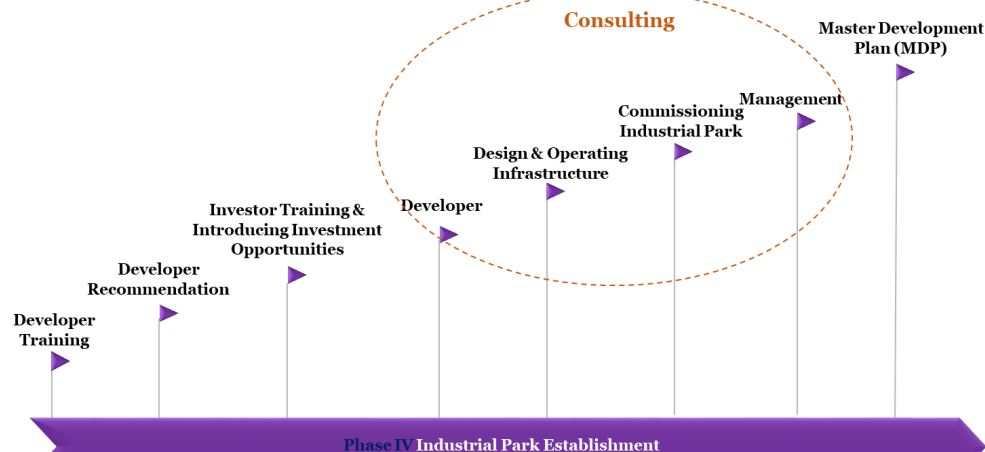 Consulting
Master Development
Plan (MDP)
Management
Commissioning
Industrial Park
Design & Operating
Infrastructure
Developer
Investor Training &
Introducing Investment
Opportunities
Developer
Recommendation
Developer
Training
Phase IV Industrial Park Establishment